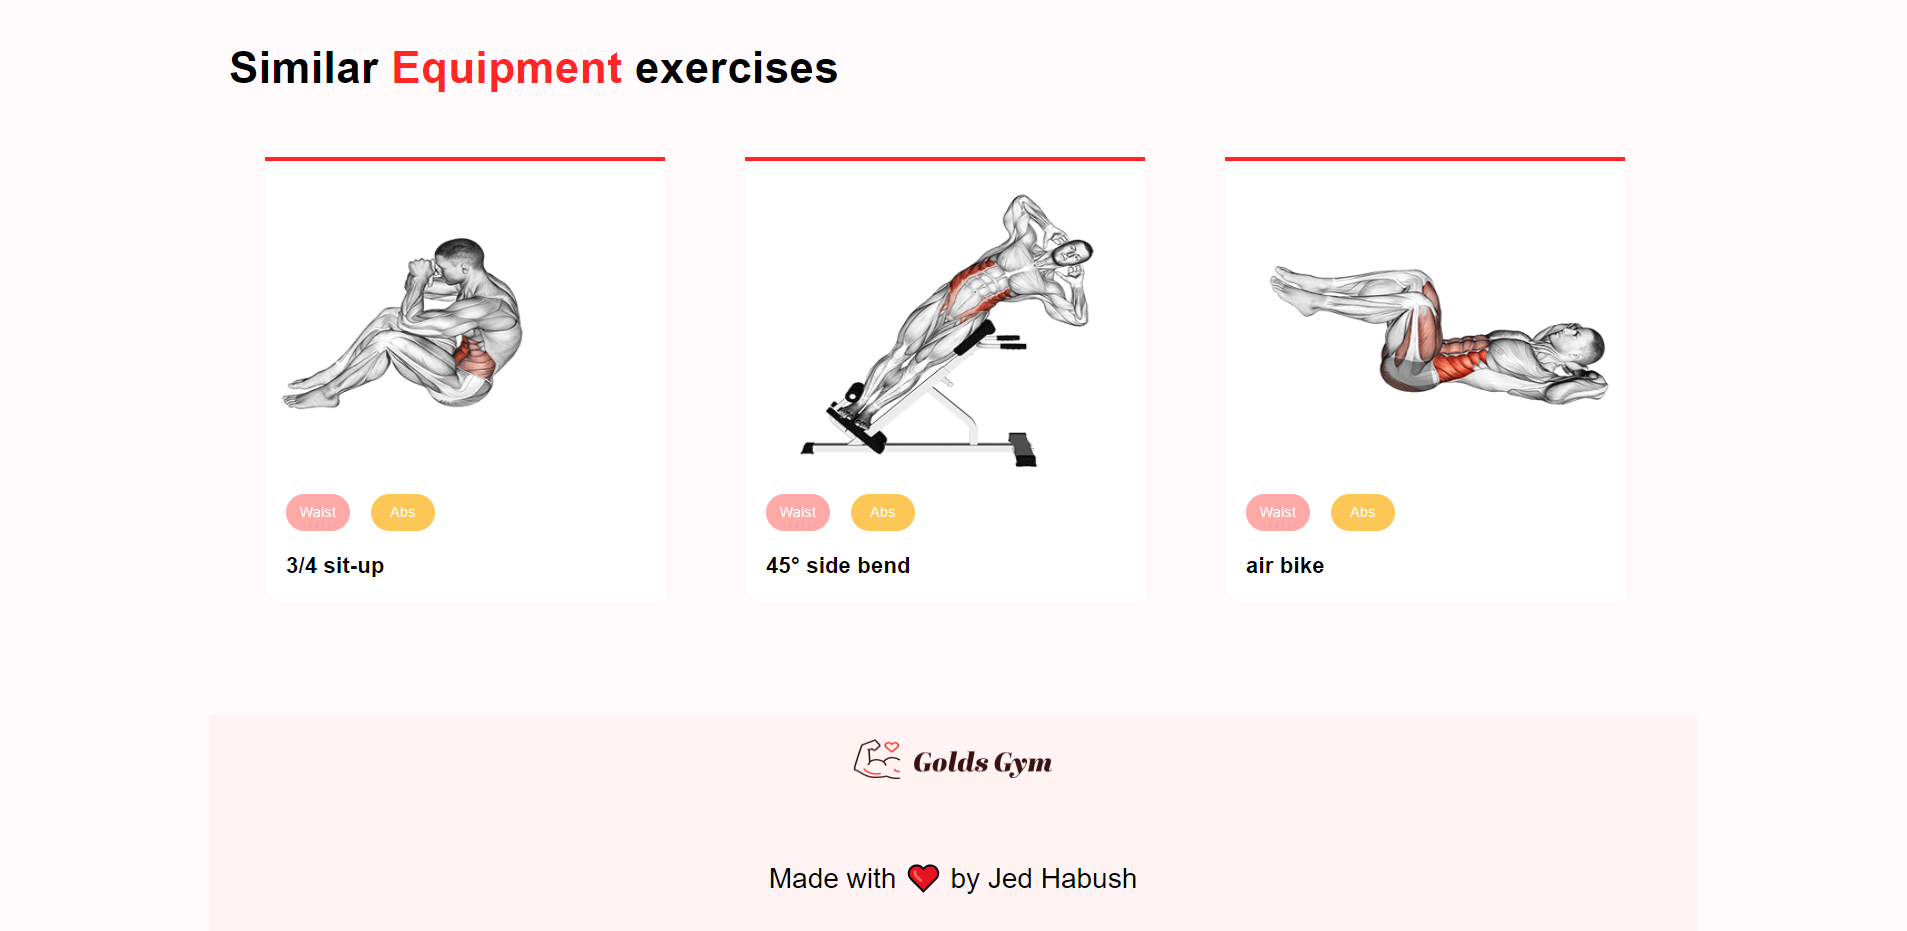 Similar Equipment exercises
Waist Abs
3/4 sit-up
Waist Abs
45° side bend
Waist Abs
air bike
Golds Gym
Made with ❤️ by Jed Habush